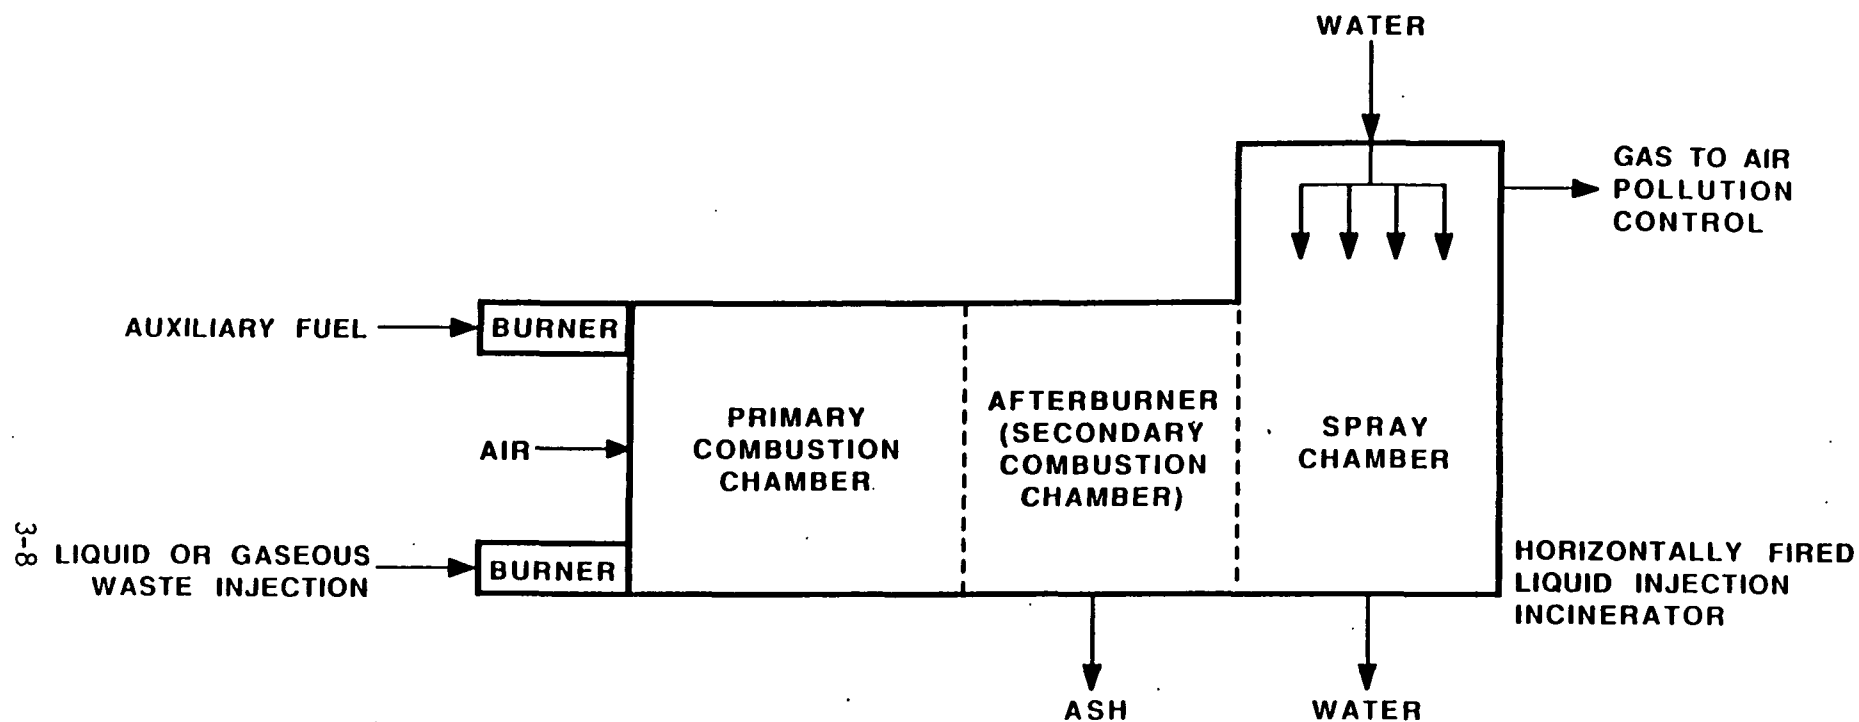 WATER
GAS TO AIR
POLLUTION
CONTROL
AUXILIARY FUEL
BURNER
PRIMARY
COMBUSTION
CHAMBER
AFTERBURNER
(SECONDARY
COMBUSTION
CHAMBER)
SPRAY
CHAMBER
AIR
LIQUID OR GASEOUS
WASTE INJECTION
BURNER
HORIZONTALLY FIRED
LIQUID INJECTION
INCINERATOR
ASH
WATER
3-8